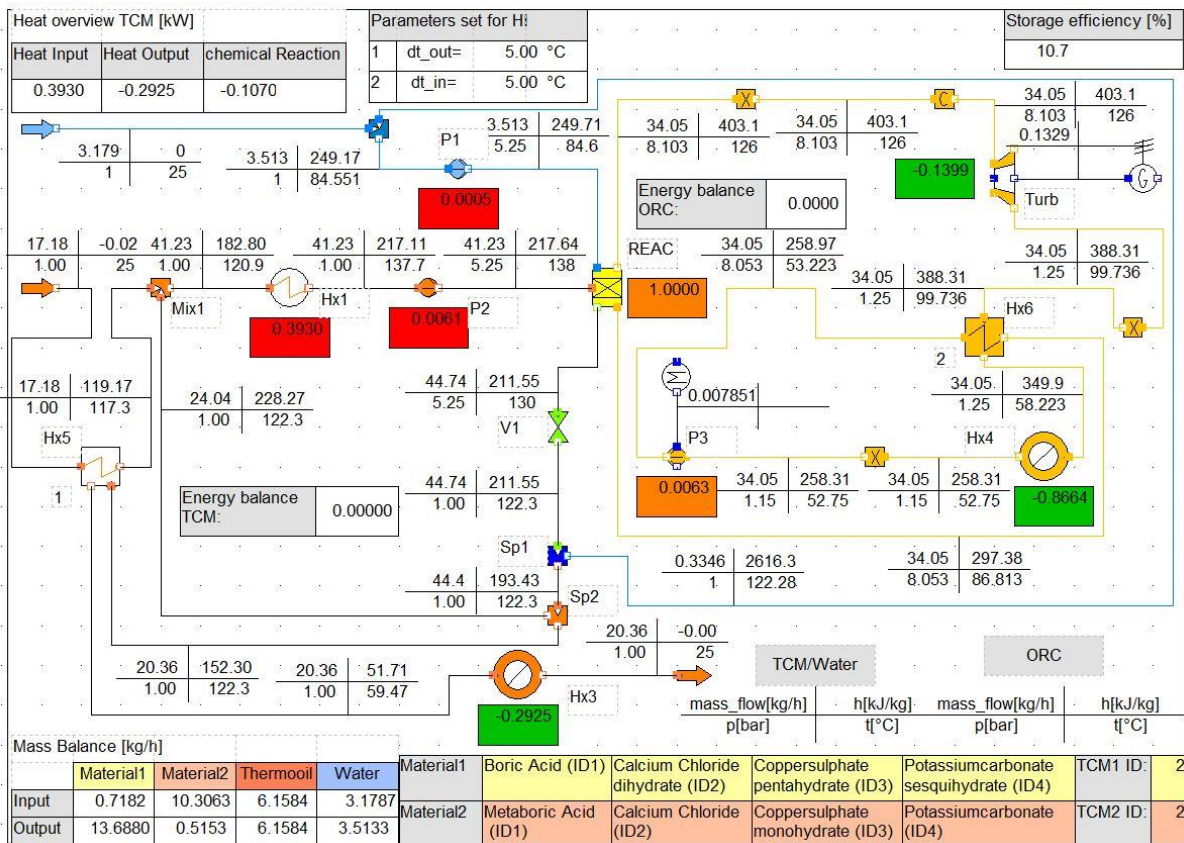 Heat overview TCM [kW]
Heat Input Heat Output chemical Reaction
0.3930 -0.2925 -0.1070
Parameters set for H
1 dt_out= 5.00 °C
2 dt_in= 5.00 °C
Storage efficiency [%]
10.7
34.05 403.1
8.103 126
34.05 403.1
8.103 126
34.05 403.1
8.103 126
0.1329
X
C
3.179 0
1 25
3.513 249.17
1 84.551
P1
3.513 249.71
5.25 84.6
0.0005
-0.1399
G
Turb
Energy balance
ORC: 0.0000
17.18 -0.02
1.00 25
41.23 182.80
1.00 120.9
41.23 217.11
1.00 137.7
41.23 217.64
5.25 138
REAC
34.05 258.97
8.053 53.223
34.05 388.31
1.25 99.736
34.05 388.31
1.25 99.736
Mix1
Hx1
P2
1.0000
Hx6
X
0.3930
0.0061
2
17.18 119.17
1.00 117.3
24.04 228.27
1.00 122.3
44.74 211.55
5.25 130
M
0.007851
34.05 349.9
1.25 58.223
Hx5
V1
P3
X
Hx4
1
Energy balance
TCM: 0.00000
44.74 211.55
1.00 122.3
0.0063
34.05 258.31
1.15 52.75
34.05 258.31
1.15 52.75
-0.8664
Sp1
44.4 193.43
1.00 122.3
Sp2
0.3346 2616.3
1 122.28
34.05 297.38
8.053 86.813
20.36 152.30
1.00 122.3
20.36 51.71
1.00 59.47
20.36 -0.00
1.00 25
Hx3
-0.2925
TCM/Water
ORC
mass_flow[kg/h] h[kJ/kg]
p[bar] t[°C]
mass_flow[kg/h] h[kJ/kg]
p[bar] t[°C]
Mass Balance [kg/h]
Material1 Material2 Thermooil Water
Input 0.7182 10.3063 6.1584 3.1787
Output 13.6880 0.5153 6.1584 3.5133
Material1 Boric Acid (ID1) Calcium Chloride dihydrate (ID2) Coppersulphate pentahydrate (ID3) Potassiumcarbonate sesquihydrate (ID4) TCM1 ID: 2
Material2 Metaboric Acid (ID1) Calcium Chloride (ID2) Coppersulphate monohydrate (ID3) Potassiumcarbonate (ID4) TCM2 ID: 2